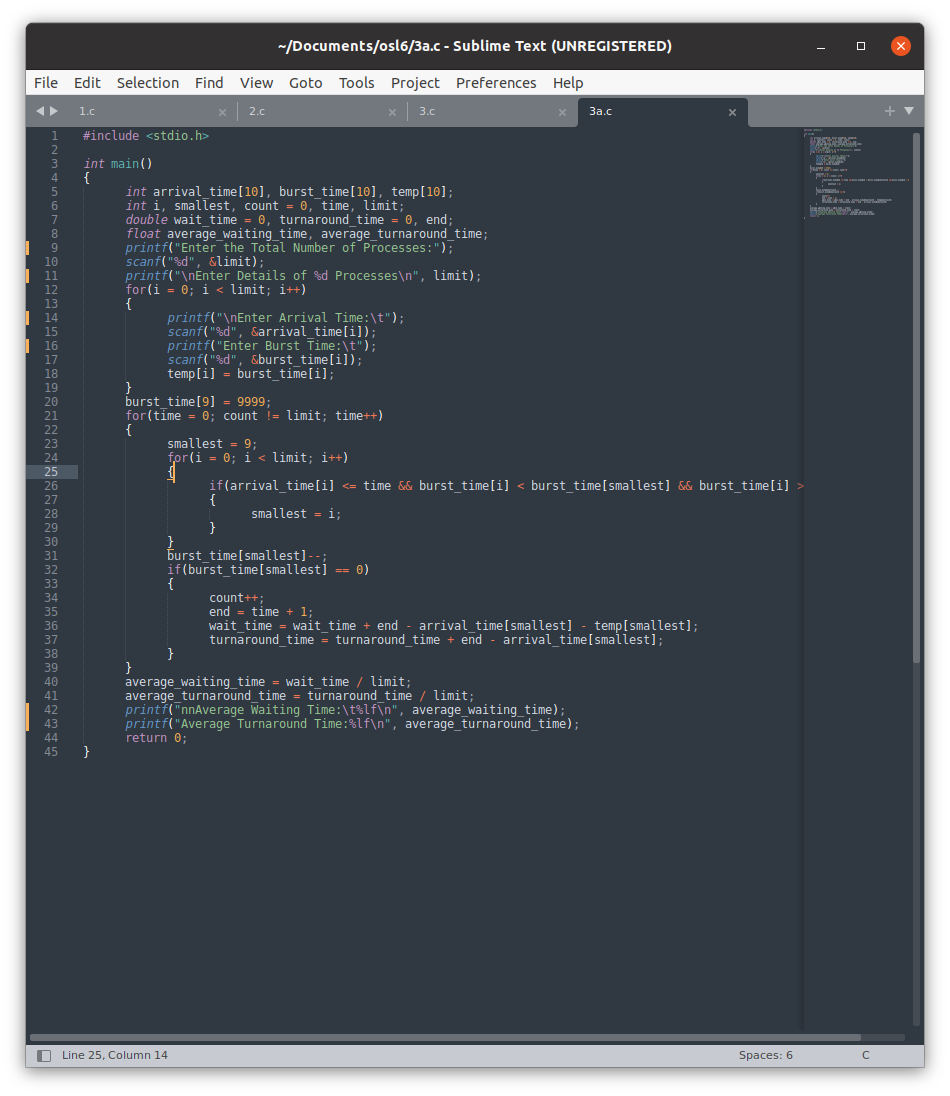 ~/Documents/osl6/3a.c - Sublime Text (UNREGISTERED)
File Edit Selection Find View Goto Tools Project Preferences Help
1.c 2.c 3.c 3a.c
1 #include <stdio.h>
2
3 int main()
4 {
5 int arrival_time[10], burst_time[10], temp[10];
6 int i, smallest, count = 0, time, limit;
7 double wait_time = 0, turnaround_time = 0, end;
8 float average_waiting_time, average_turnaround_time;
9 printf("Enter the Total Number of Processes:");
10 scanf("%d", &limit);
11 printf("\nEnter Details of %d Processes\n", limit);
12 for(i = 0; i < limit; i++)
13 {
14 printf("\nEnter Arrival Time:\t");
15 scanf("%d", &arrival_time[i]);
16 printf("Enter Burst Time:\t");
17 scanf("%d", &burst_time[i]);
18 temp[i] = burst_time[i];
19 }
20 burst_time[9] = 9999;
21 for(time = 0; count != limit; time++)
22 {
23 smallest = 9;
24 for(i = 0; i < limit; i++)
25 {
26 if(arrival_time[i] <= time && burst_time[i] < burst_time[smallest] && burst_time[i] >
27 {
28 smallest = i;
29 }
30 }
31 burst_time[smallest]--;
32 if(burst_time[smallest] == 0)
33 {
34 count++;
35 end = time + 1;
36 wait_time = wait_time + end - arrival_time[smallest] - temp[smallest];
37 turnaround_time = turnaround_time + end - arrival_time[smallest];
38 }
39 }
40 average_waiting_time = wait_time / limit;
41 average_turnaround_time = turnaround_time / limit;
42 printf("nnAverage Waiting Time:\t%lf\n", average_waiting_time);
43 printf("Average Turnaround Time:%lf\n", average_turnaround_time);
44 return 0;
45 }
Line 25, Column 14 Spaces: 6 C